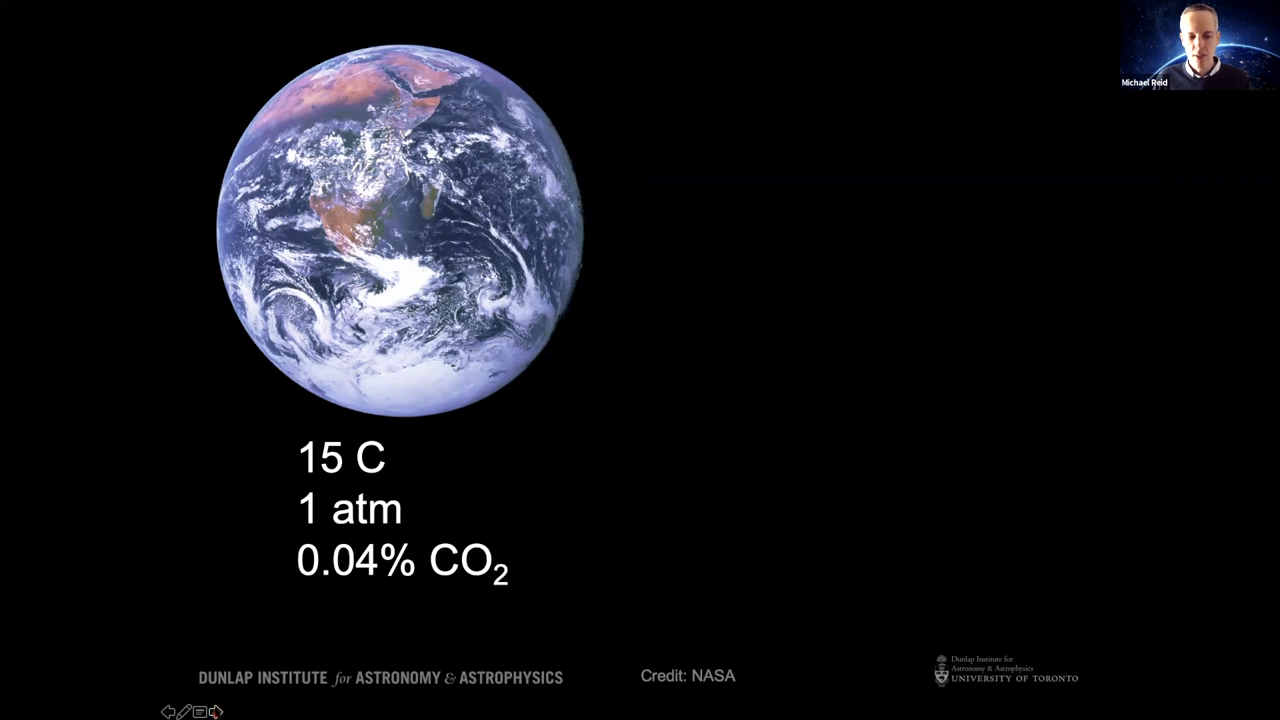 Michael Reid
15 C
1 atm
0.04% CO₂
DUNLAP INSTITUTE for ASTRONOMY & ASTROPHYSICS
Credit: NASA
Dunlap Institute for
Astronomy & Astrophysics
UNIVERSITY OF TORONTO